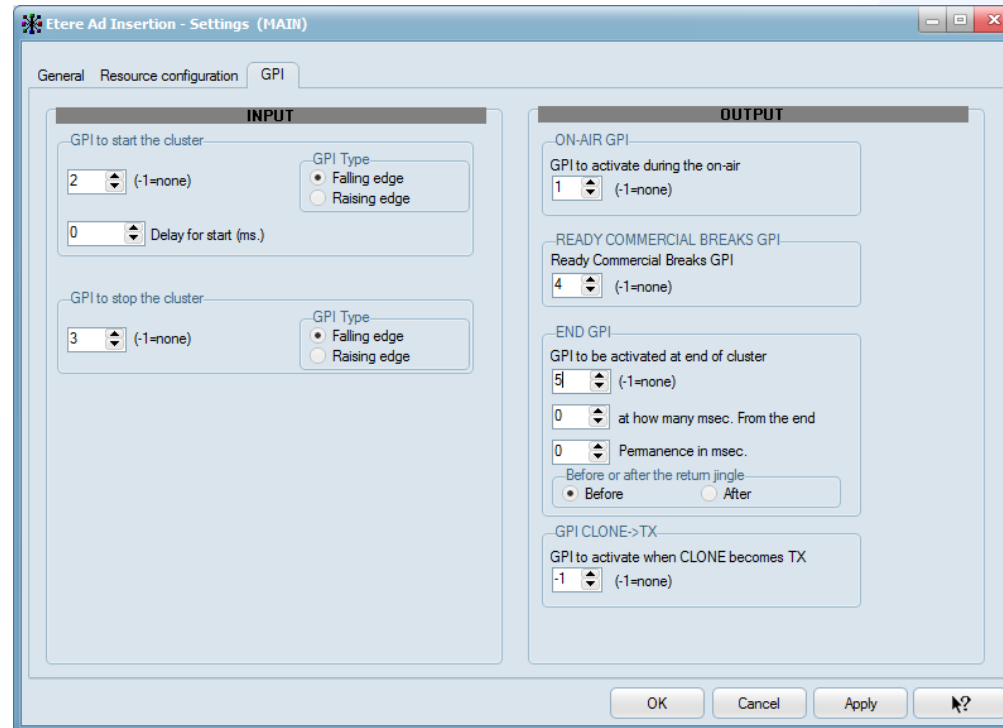 Etere Ad Insertion - Settings (MAIN)
General Resource configuration GPI
INPUT
GPI to start the cluster
GPI Type
2 (-1=none)
Falling edge
Raising edge
0 Delay for start (ms.)
GPI to stop the cluster
GPI Type
3 (-1=none)
Falling edge
Raising edge
OUTPUT
ON-AIR GPI
GPI to activate during the on-air
1 (-1=none)
READY COMMERCIAL BREAKS GPI
Ready Commercial Breaks GPI
4 (-1=none)
END GPI
GPI to be activated at end of cluster
5 (-1=none)
0 at how many msec. From the end
0 Permanence in msec.
Before or after the return jingle
Before After
GPI CLONE->TX
GPI to activate when CLONE becomes TX
-1 (-1=none)
OK Cancel Apply ?